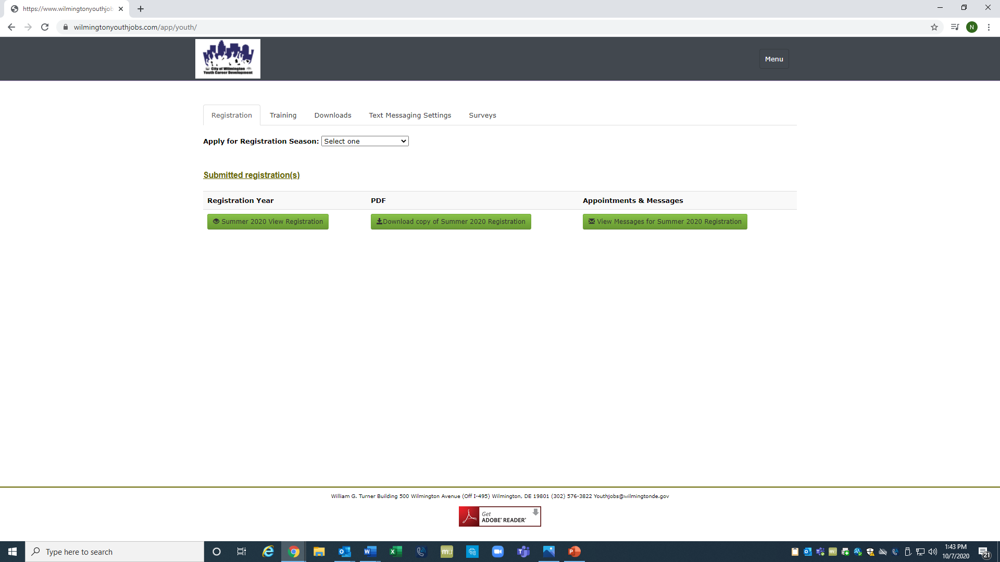 https://www.wilmingtonyouthjob
wilmingtonyouthjobs.com/app/youth/
N
City of Wilmington
Youth Career Development
Menu
Registration Training Downloads Text Messaging Settings Surveys
Apply for Registration Season: Select one
Submitted registration(s)
Registration Year PDF Appointments & Messages
Summer 2020 View Registration Download copy of Summer 2020 Registration View Messages for Summer 2020 Registration
William G. Turner Building 500 Wilmington Avenue (Off I-495) Wilmington, DE 19801 (302) 576-3822 Youthjobs@wilmingtonde.gov
Get
ADOBE® READER®
Type here to search
mu
1:43 PM
10/7/2020
21